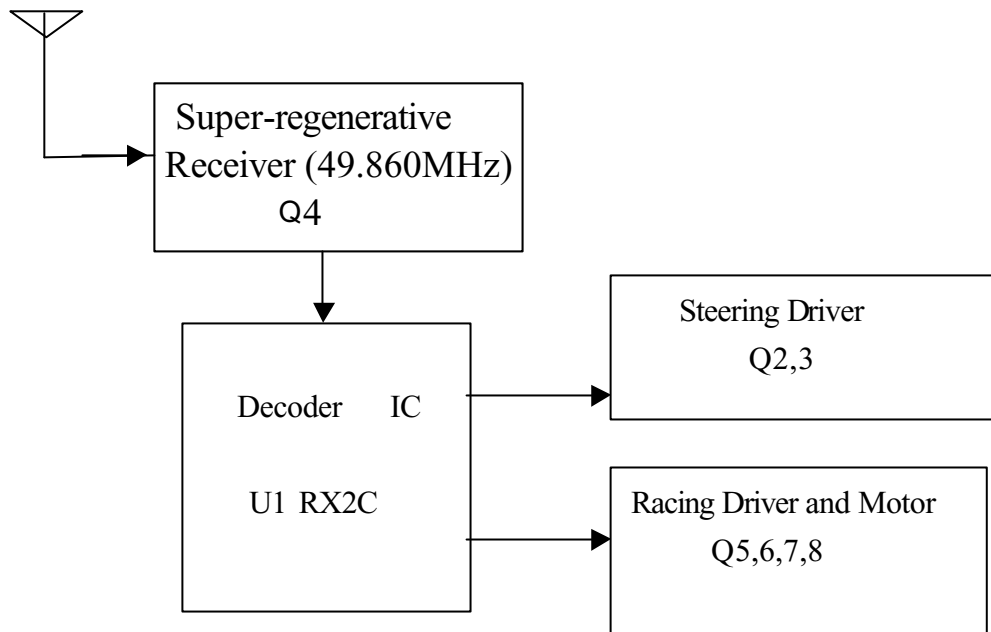 Super-regenerative
Receiver (49.860MHz)
Q4
Steering Driver
Q2,3
Decoder IC
U1 RX2C
Racing Driver and Motor
Q5,6,7,8